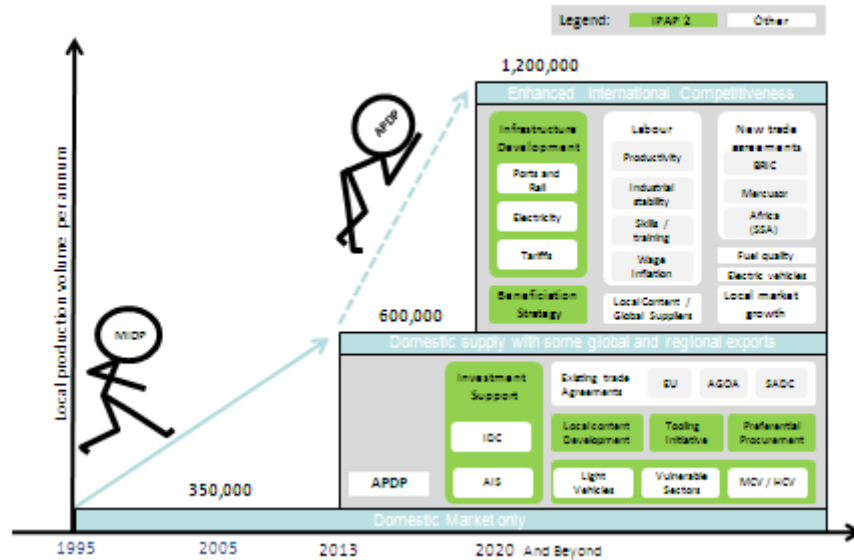 Legend:
IPAP 2
Other
1,200,000
Enhanced International Competitiveness
Infrastructure
Development
Ports and
Rail
Electricity
Tariffs
Beneficiation
Strategy
Labour
Productivity
Industrial
stability
Skills /
training
Wage
Inflation
Local Content /
Global Suppliers
New trade
agreements
BRIC
Mercusor
Africa
(SSA)
Fuel quality
Electric vehicles
Local market
growth
APDP
MIDP
Local production volume per annum
600,000
Domestic supply with some global and regional exports
Investment
Support
IDC
AIS
Existing trade
Agreements
EU
AGOA
SADC
Local content
Development
Tooling
Initiative
Preferential
Procurement
Light
Vehicles
Vulnerable
Sectors
MCV / HCV
APDP
350,000
Domestic Market only
1995
2005
2013
2020 And Beyond